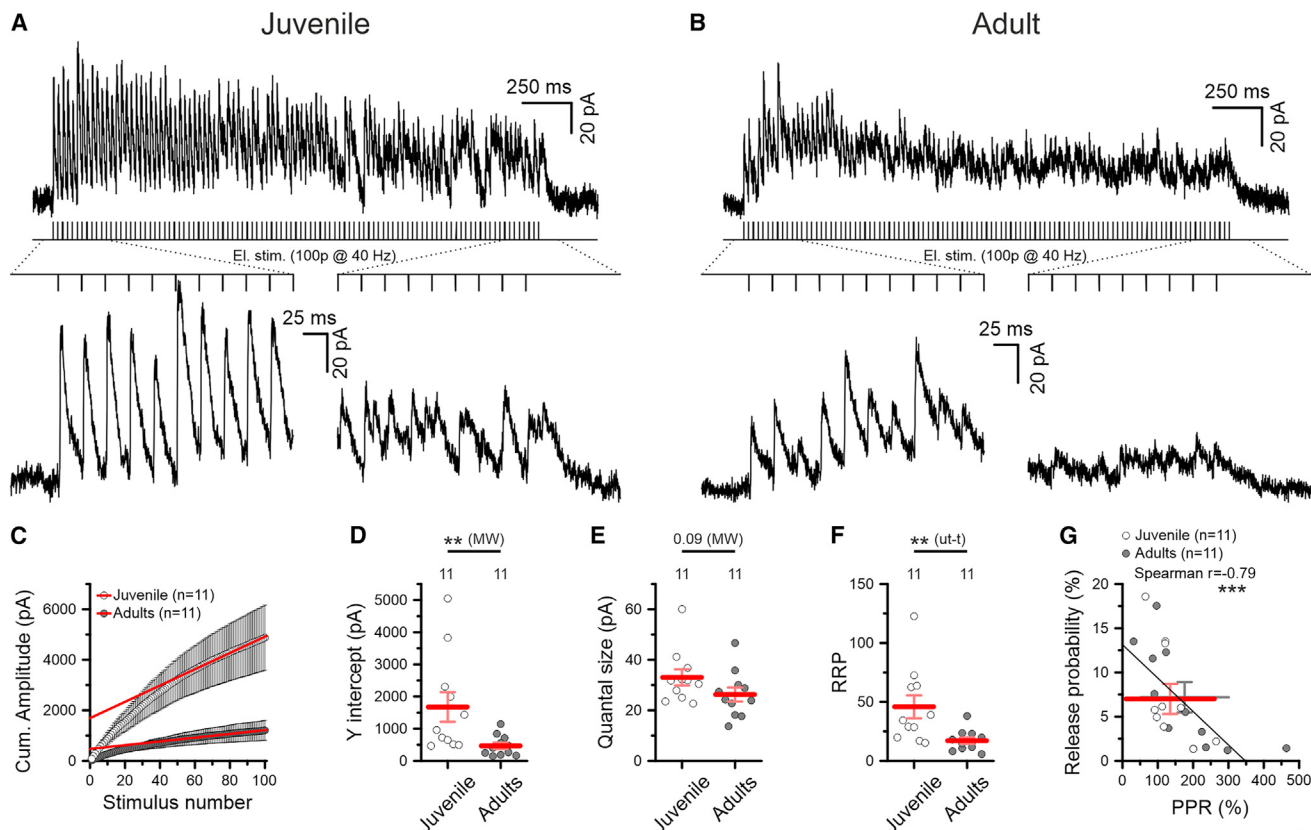 A
Juvenile
250 ms
20 pA
El. stim. (100p @ 40 Hz)
25 ms
20 pA
B
Adult
250 ms
20 pA
El. stim. (100p @ 40 Hz)
25 ms
20 pA
C
Juvenile (n=11)
Adults (n=11)
6000
4000
2000
0
Cum. Amplitude (pA)
0 20 40 60 80 100
Stimulus number
D
** (MW)
11 11
5000
4000
3000
2000
1000
0
Y intercept (pA)
Juvenile
Adults
E
0.09 (MW)
11 11
60
40
20
0
Quantal size (pA)
Juvenile
Adults
F
** (ut-t)
11 11
150
100
50
0
RRP
Juvenile
Adults
G
Juvenile (n=11)
Adults (n=11)
Spearman r=-0.79
***
20
15
10
5
0
Release probability (%)
0 100 200 300 400 500
PPR (%)